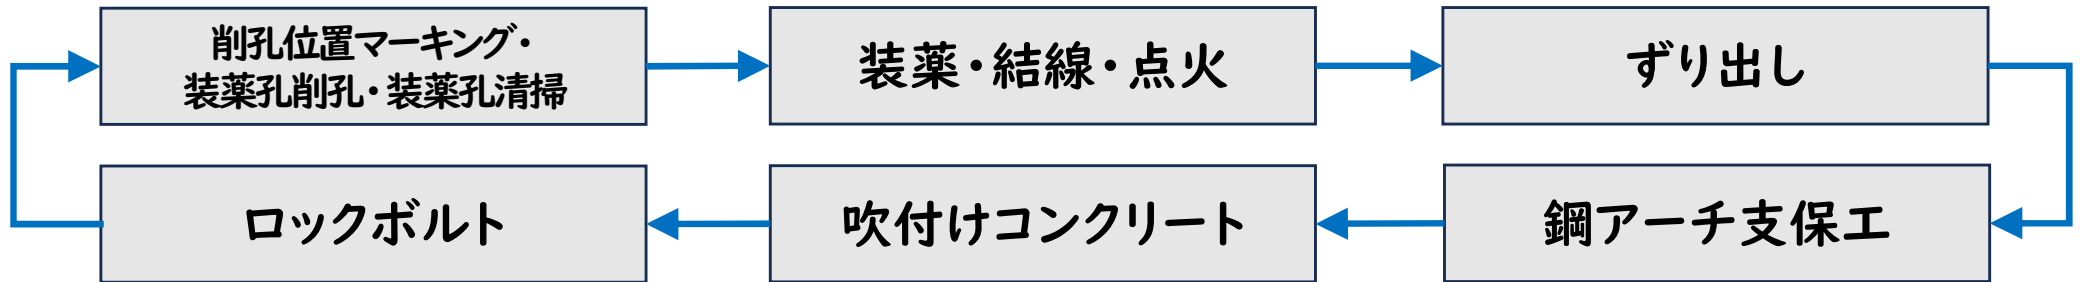 削孔位置マーキング・
装薬孔削孔・装薬孔清掃
装薬・結線・点火
ずり出し
鋼アーチ支保工
吹付けコンクリート
ロックボルト